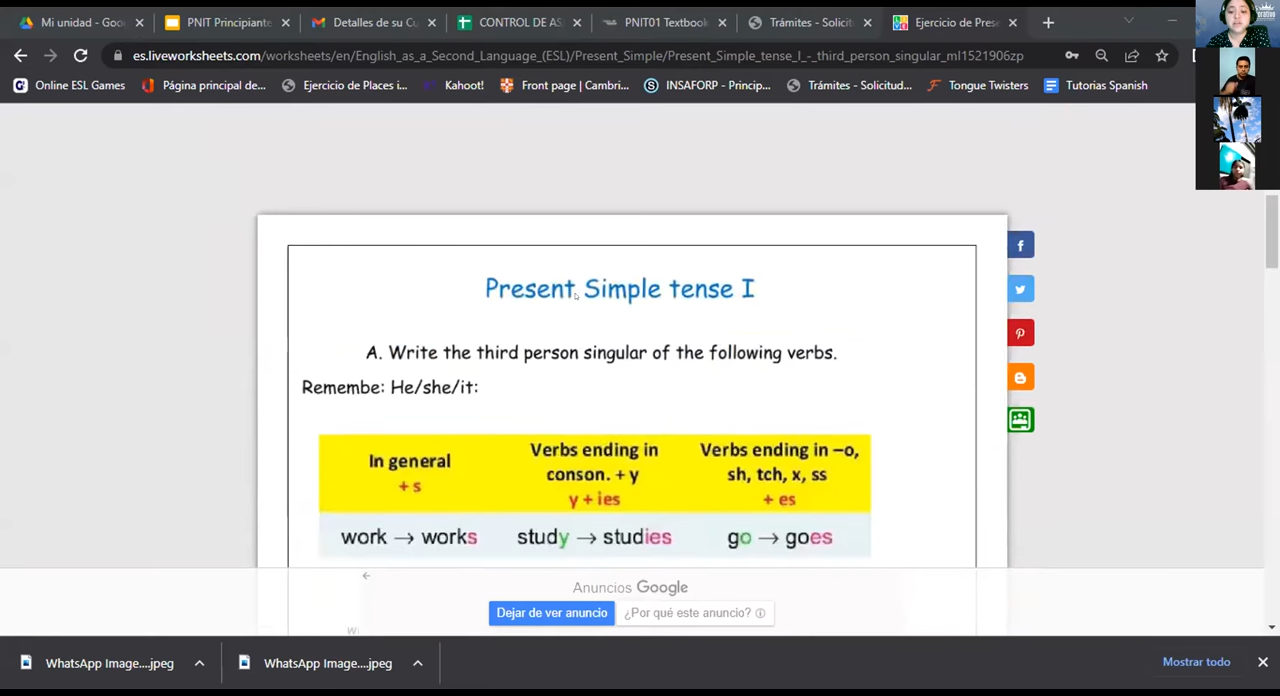 Mi unidad - Goo
PNIT Principiante
Detalles de su Cu
CONTROL DE AS
PNIT01 Textbook
Trámites - Solicitu
Ejercicio de Prese
es.liveworksheets.com/worksheets/en/English_as_a_Second_Language_(ESL)/Present_Simple/Present_Simple_tense_I_-_third_person_singular_ml1521906zp
Online ESL Games
Página principal de...
Ejercicio de Places i...
Kahoot!
Front page | Cambri...
INSAFORP - Princip...
Trámites - Solicitud...
Tongue Twisters
Tutorias Spanish
Present Simple tense I
A. Write the third person singular of the following verbs.
Remembe: He/she/it:
In general
+ s
Verbs ending in
conson. + y
y + ies
Verbs ending in –o,
sh, tch, x, ss
+ es
work → works
study → studies
go → goes
Anuncios Google
Dejar de ver anuncio
¿Por qué este anuncio?
WhatsApp Image....jpeg
WhatsApp Image....jpeg
Mostrar todo